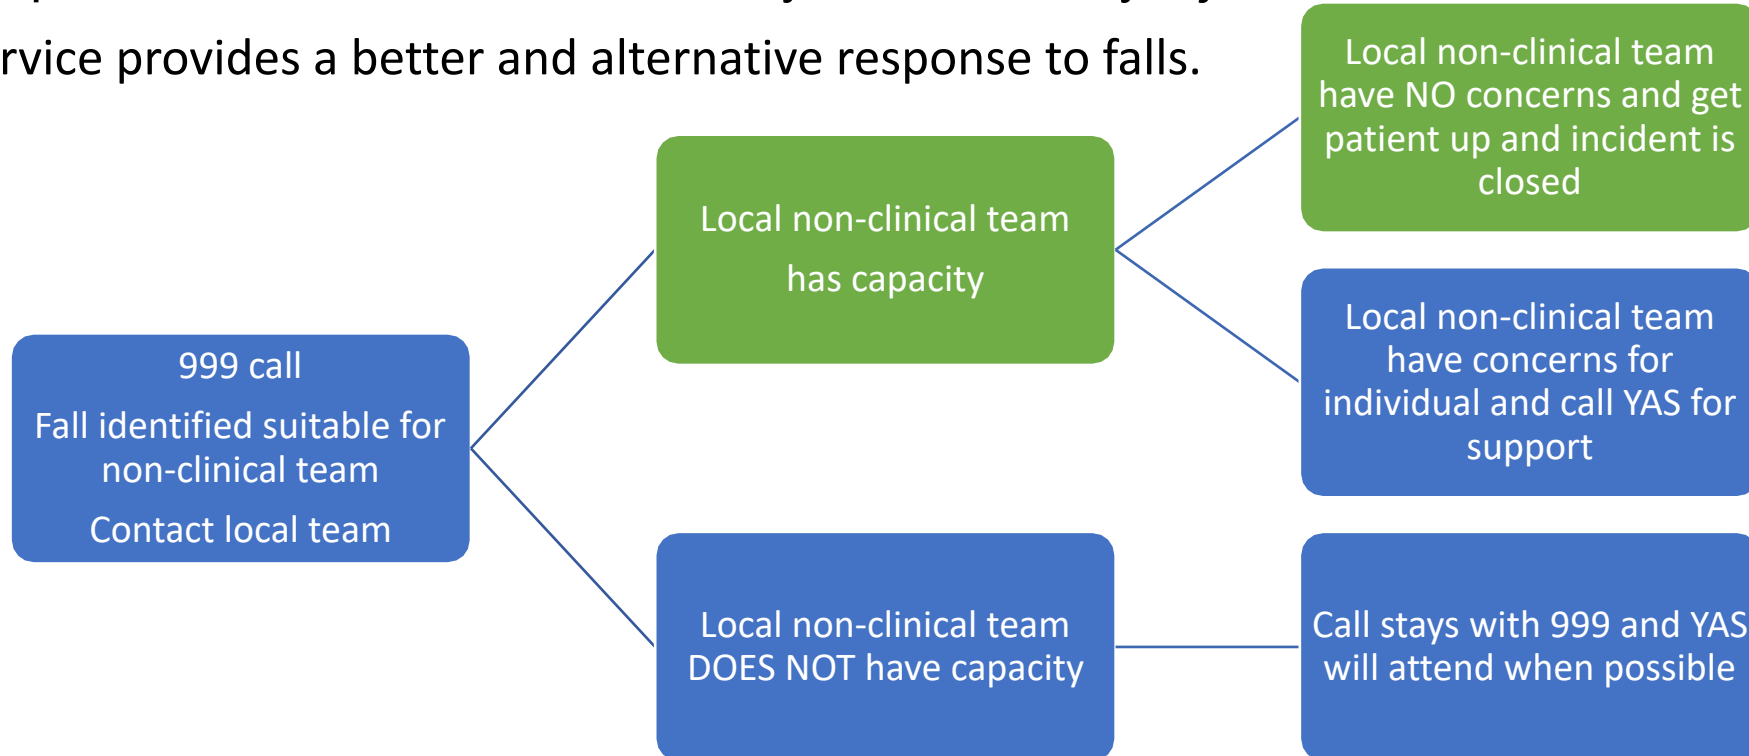 rvice provides a better and alternative response to falls.
Local non-clinical team
have NO concerns and get
patient up and incident is
closed
Local non-clinical team
has capacity
Local non-clinical team
have concerns for
individual and call YAS for
support
999 call
Fall identified suitable for
non-clinical team
Contact local team
Local non-clinical team
DOES NOT have capacity
Call stays with 999 and YAS
will attend when possible